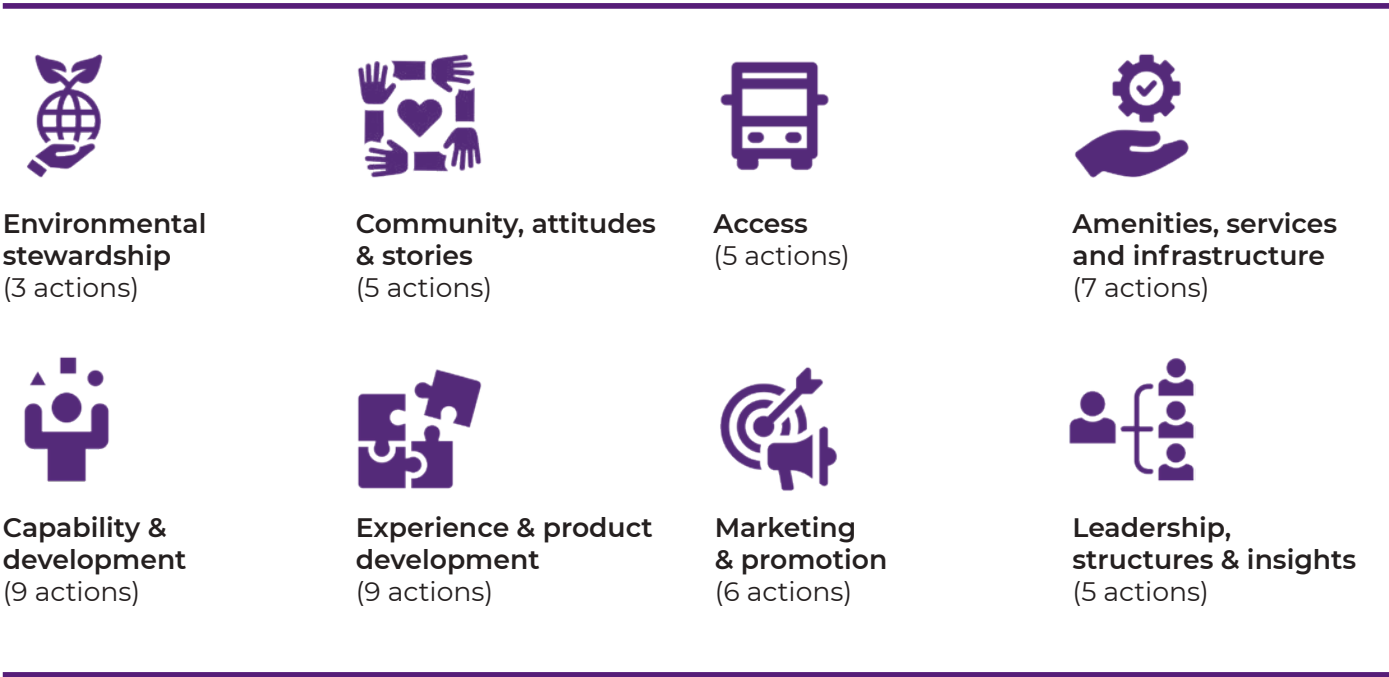 Environmental
stewardship
(3 actions)
Community, attitudes
& stories
(5 actions)
Access
(5 actions)
Amenities, services
and infrastructure
(7 actions)
Capability &
development
(9 actions)
Experience & product
development
(9 actions)
Marketing
& promotion
(6 actions)
Leadership,
structures & insights
(5 actions)